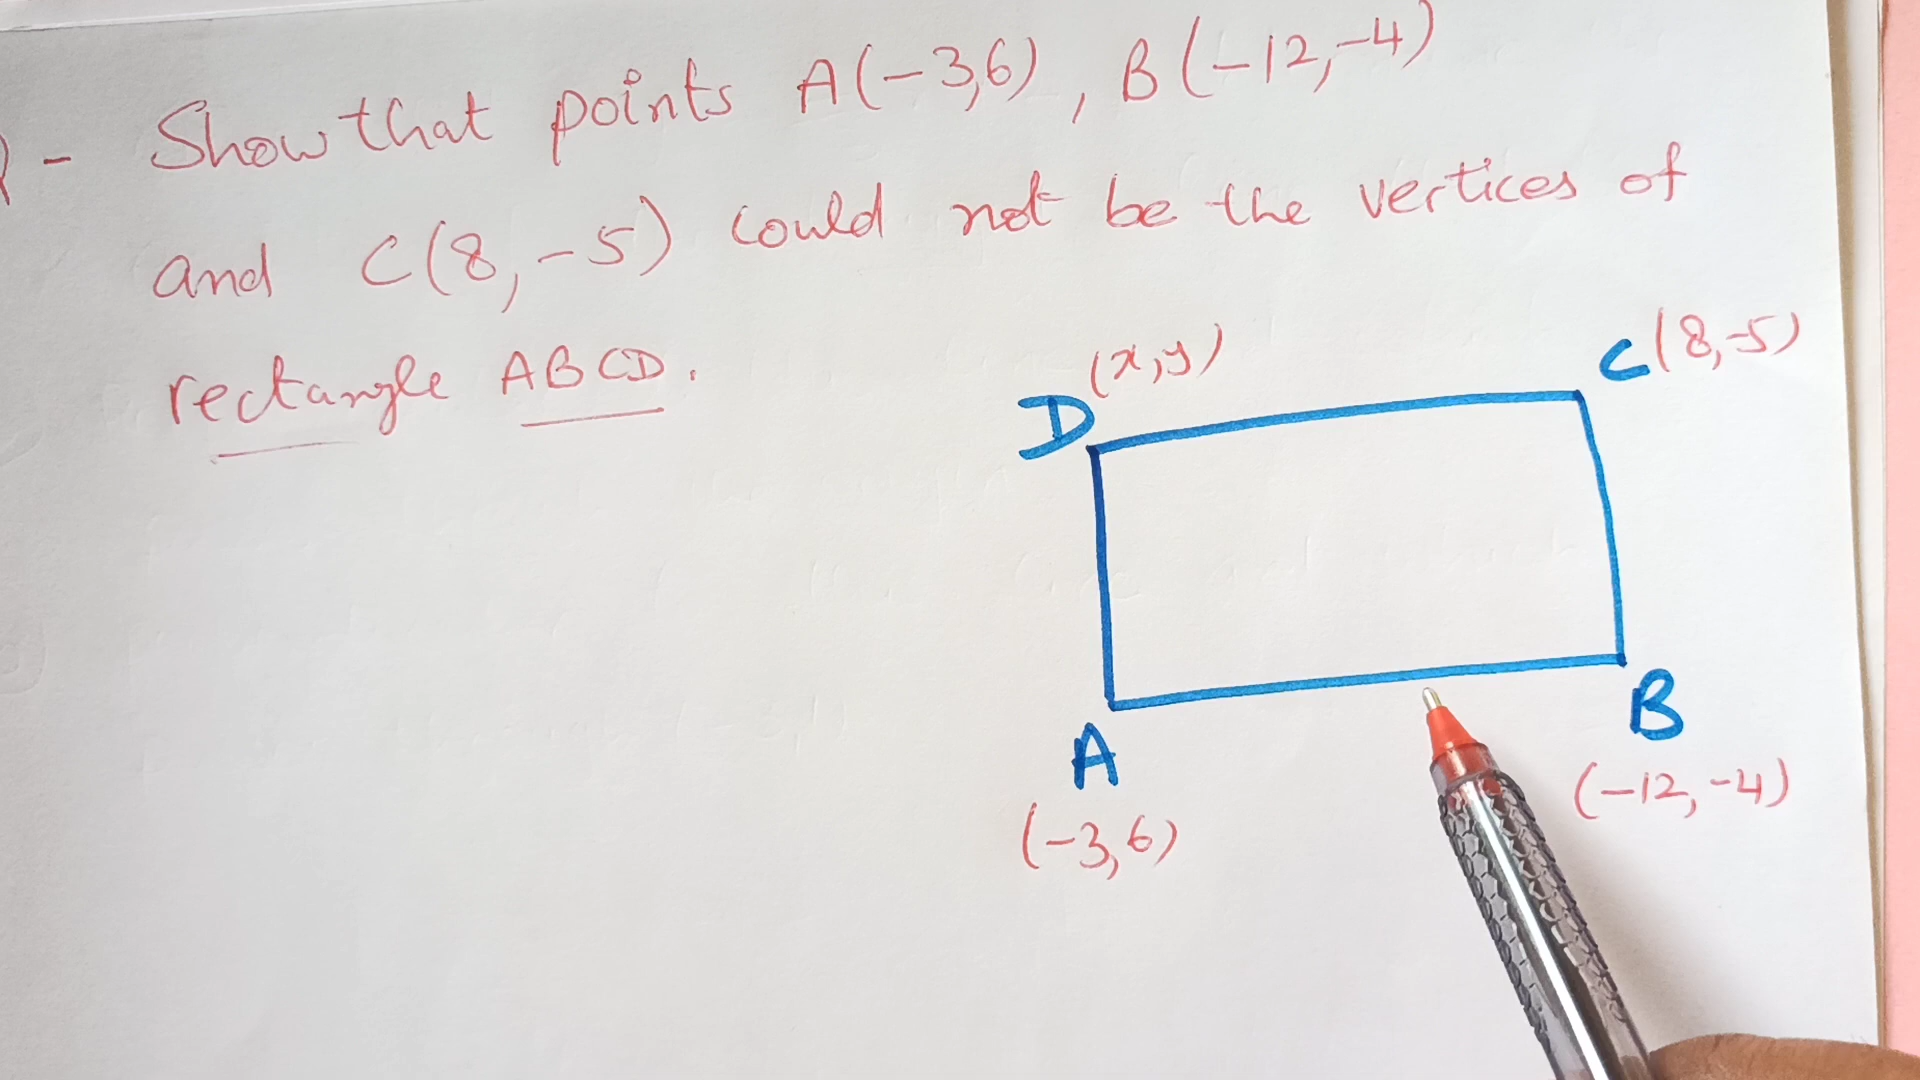 - Show that points A(-3,6), B(-12,-4)
and C(8,-5) could not be the vertices of
rectangle ABCD.
D (x,y)
C (8,-5)
A
(-3,6)
B
(-12,-4)